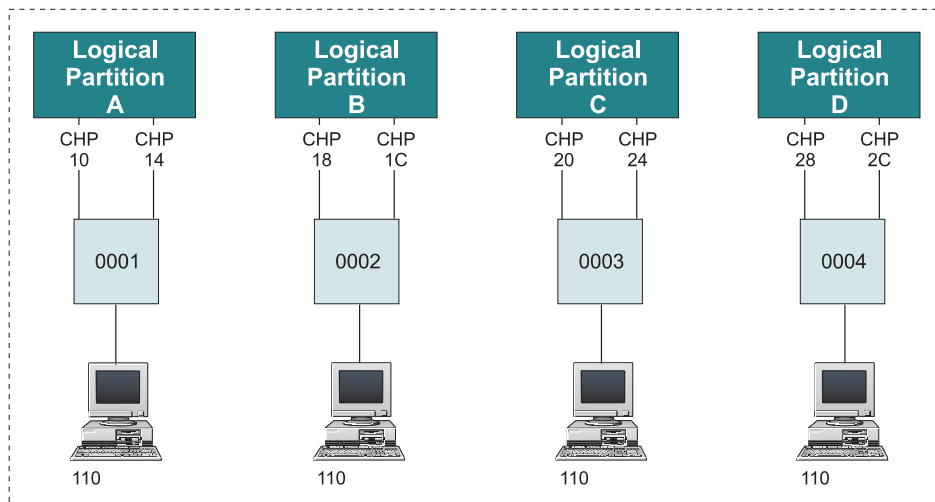 Logical
Partition
A
Logical
Partition
B
Logical
Partition
C
Logical
Partition
D
CHP
10
CHP
14
CHP
18
CHP
1C
CHP
20
CHP
24
CHP
28
CHP
2C
0001
0002
0003
0004
110
110
110
110